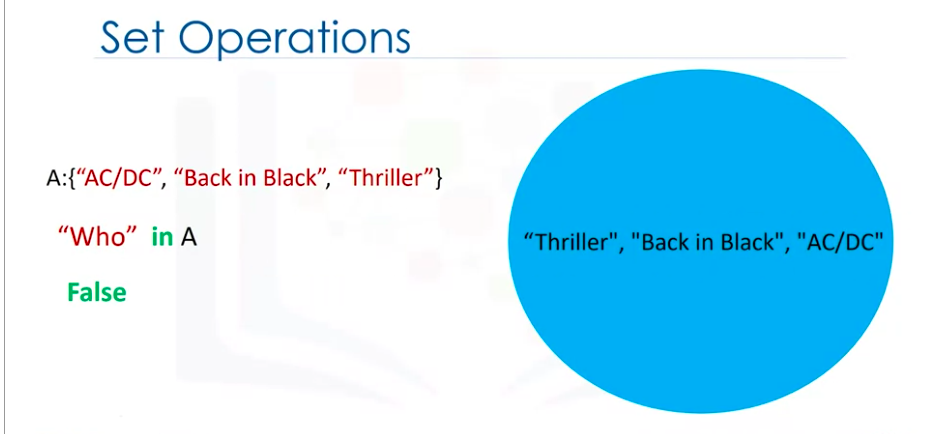 Set Operations
A:{“AC/DC”, “Back in Black”, “Thriller”}
“Who” in A
False
“Thriller", "Back in Black", "AC/DC"